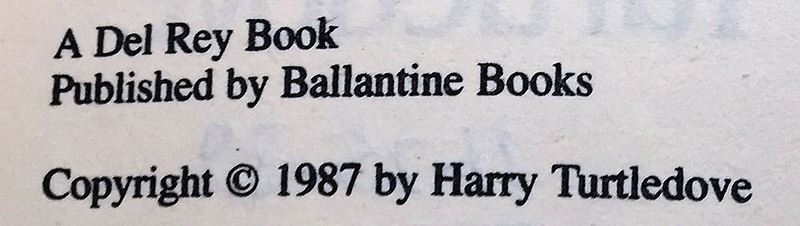 A Del Rey Book
Published by Ballantine Books
Copyright © 1987 by Harry Turtledove